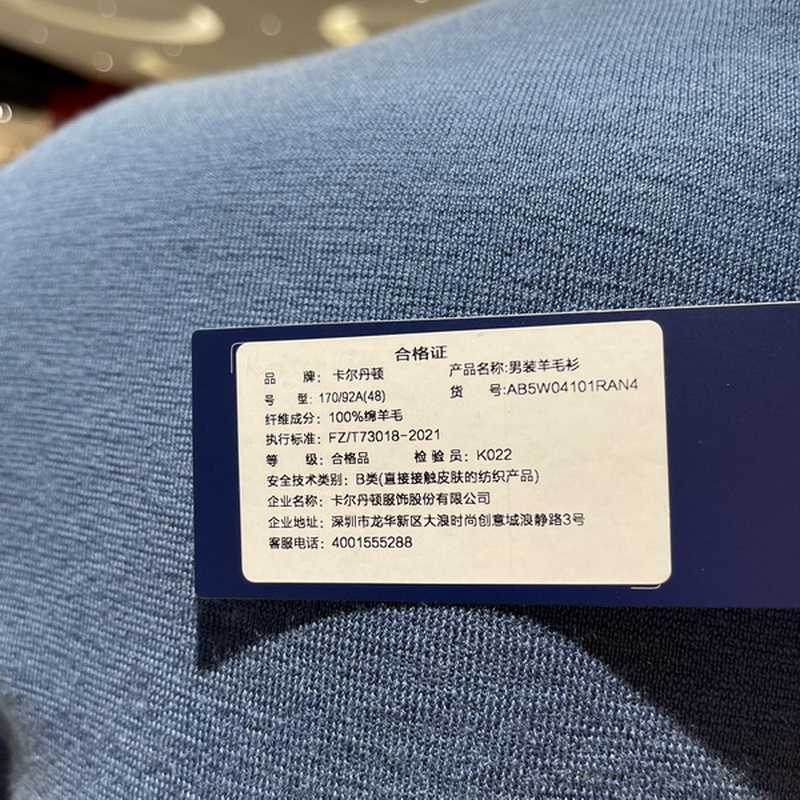 合格证
品 牌：卡尔丹顿 产品名称:男装羊毛衫
号 型：170/92A(48) 货 号:AB5W04101RAN4
纤维成分：100%绵羊毛
执行标准：FZ/T73018-2021
等 级：合格品 检 验 员：K022
安全技术类别：B类(直接接触皮肤的纺织产品)
企业名称：卡尔丹顿服饰股份有限公司
企业地址：深圳市龙华新区大浪时尚创意城浪静路3号
客服电话：4001555288